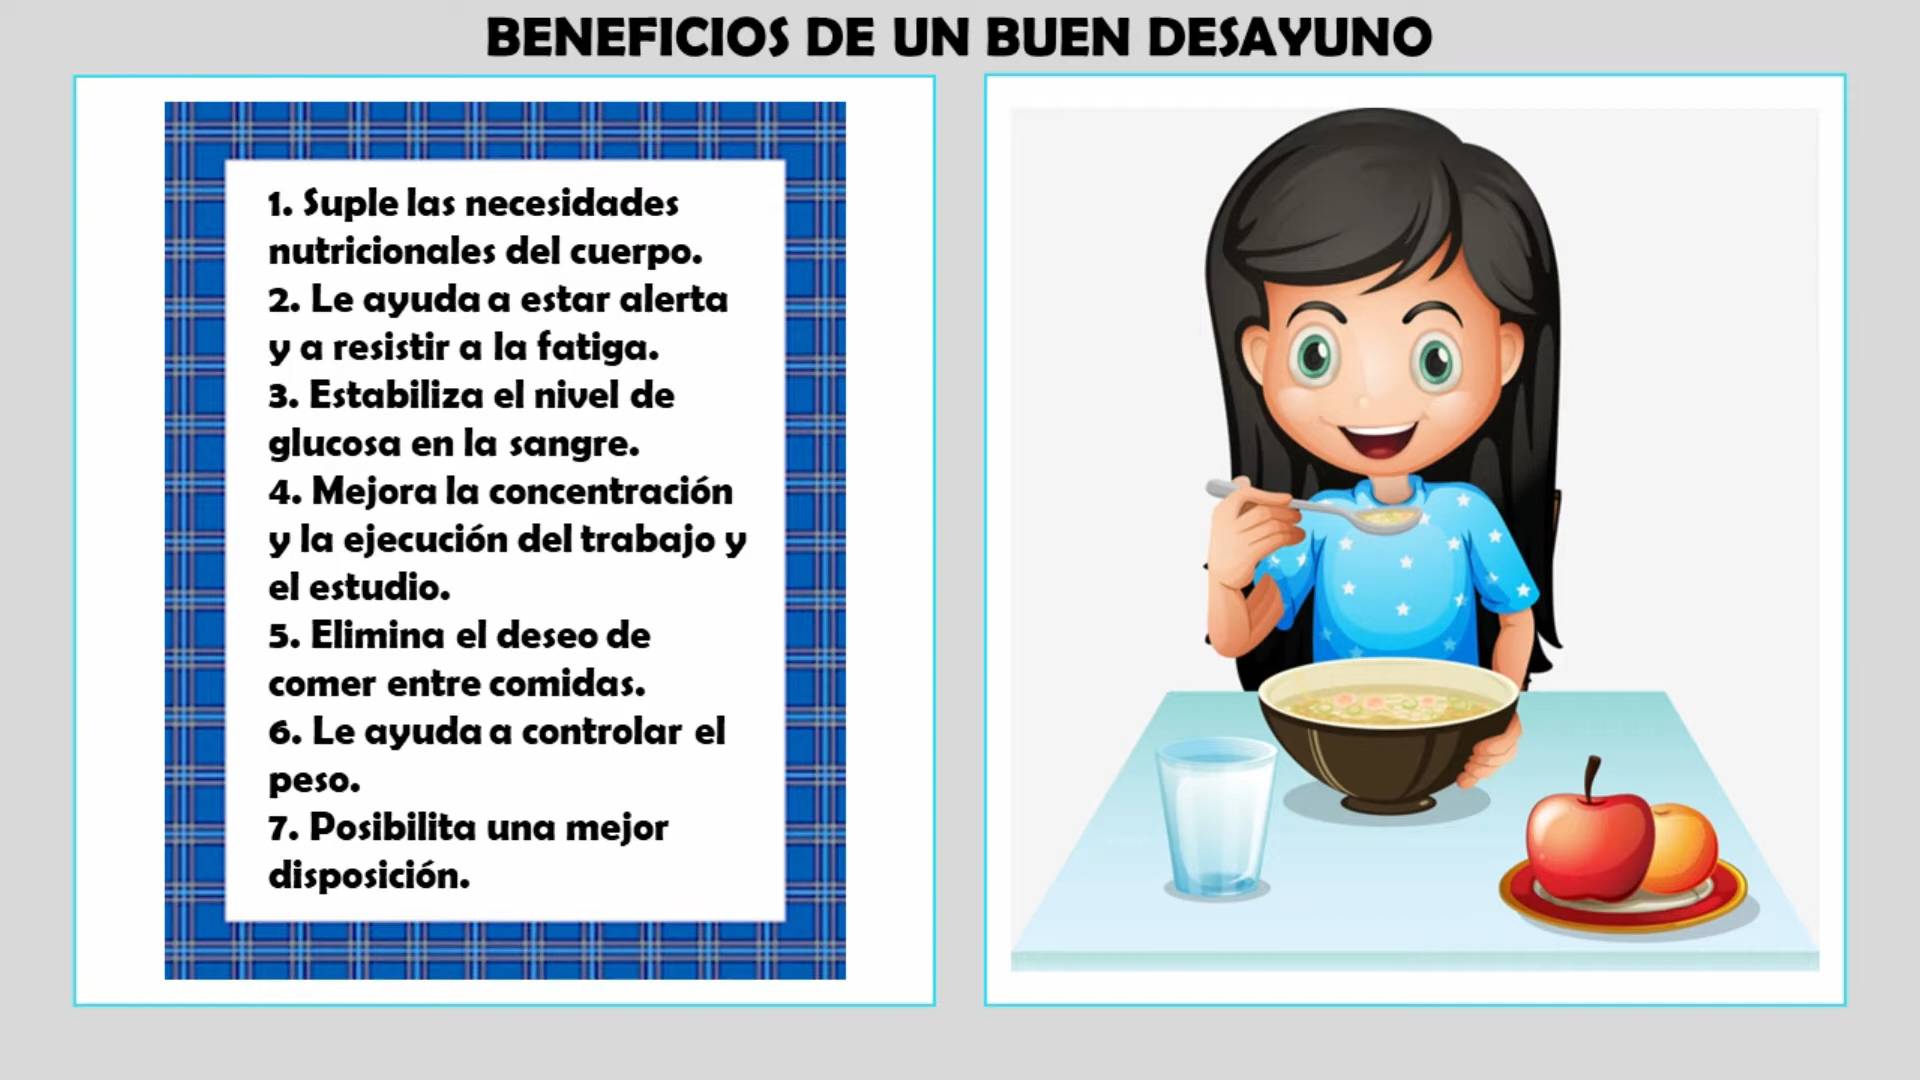 BENEFICIOS DE UN BUEN DESAYUNO
1. Suple las necesidades
nutricionales del cuerpo.
2. Le ayuda a estar alerta
y a resistir a la fatiga.
3. Estabiliza el nivel de
glucosa en la sangre.
4. Mejora la concentración
y la ejecución del trabajo y
el estudio.
5. Elimina el deseo de
comer entre comidas.
6. Le ayuda a controlar el
peso.
7. Posibilita una mejor
disposición.